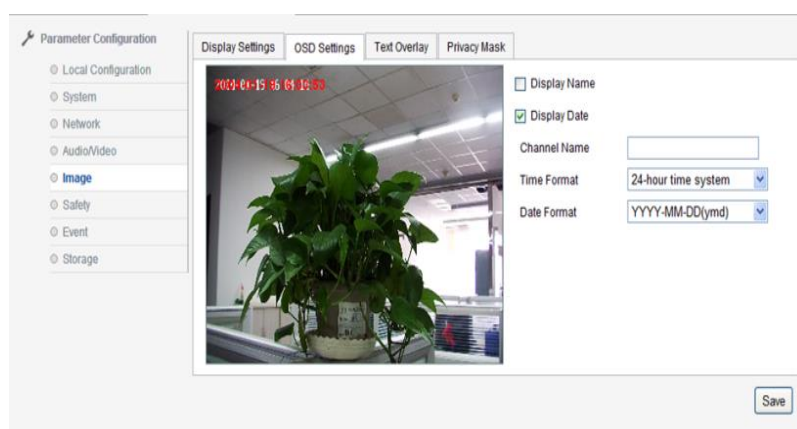 Parameter Configuration
Local Configuration
System
Network
Audio/Video
Image
Safety
Event
Storage
Display Settings OSD Settings Text Overlay Privacy Mask
Display Name
Display Date
Channel Name
Time Format 24-hour time system
Date Format YYYY-MM-DD(ymd)
Save